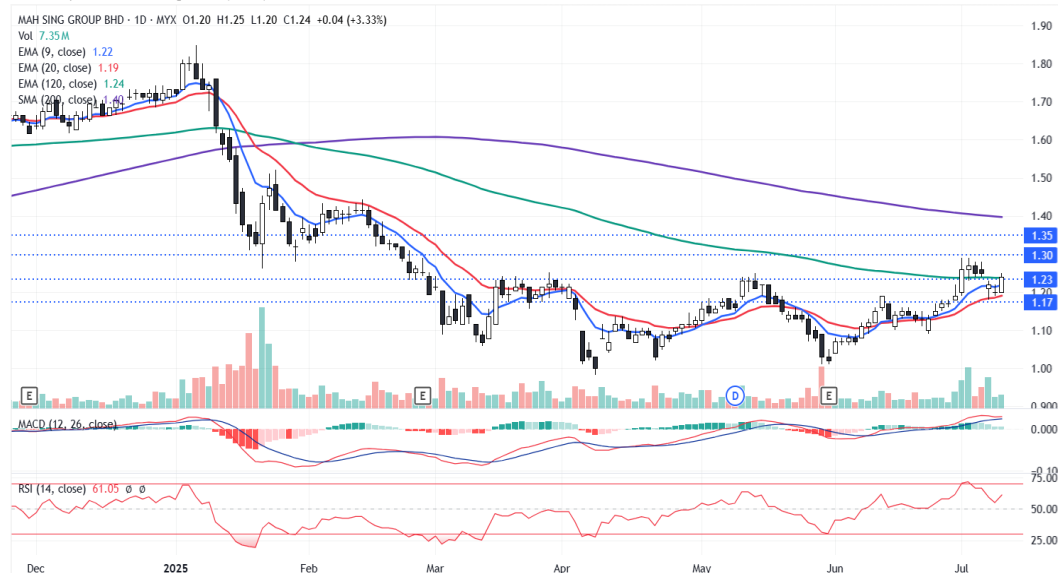 MAH SING GROUP BHD · 1D · MYX O1.20 H1.25 L1.20 C1.24 +0.04 (+3.33%)
Vol 7.35M
EMA (9, close) 1.22
EMA (20, close) 1.19
EMA (120, close) 1.24
SMA (200, close) 1.40
1.90
1.80
1.70
1.60
1.50
1.40
1.35
1.30
1.23
1.20
1.17
1.10
1.00
0.900
E
E
D
E
MACD (12, 26, close)
0.000
-0.10
RSI (14, close) 61.05 ø ø
75.00
50.00
25.00
Dec 2025 Feb Mar Apr May Jun Jul